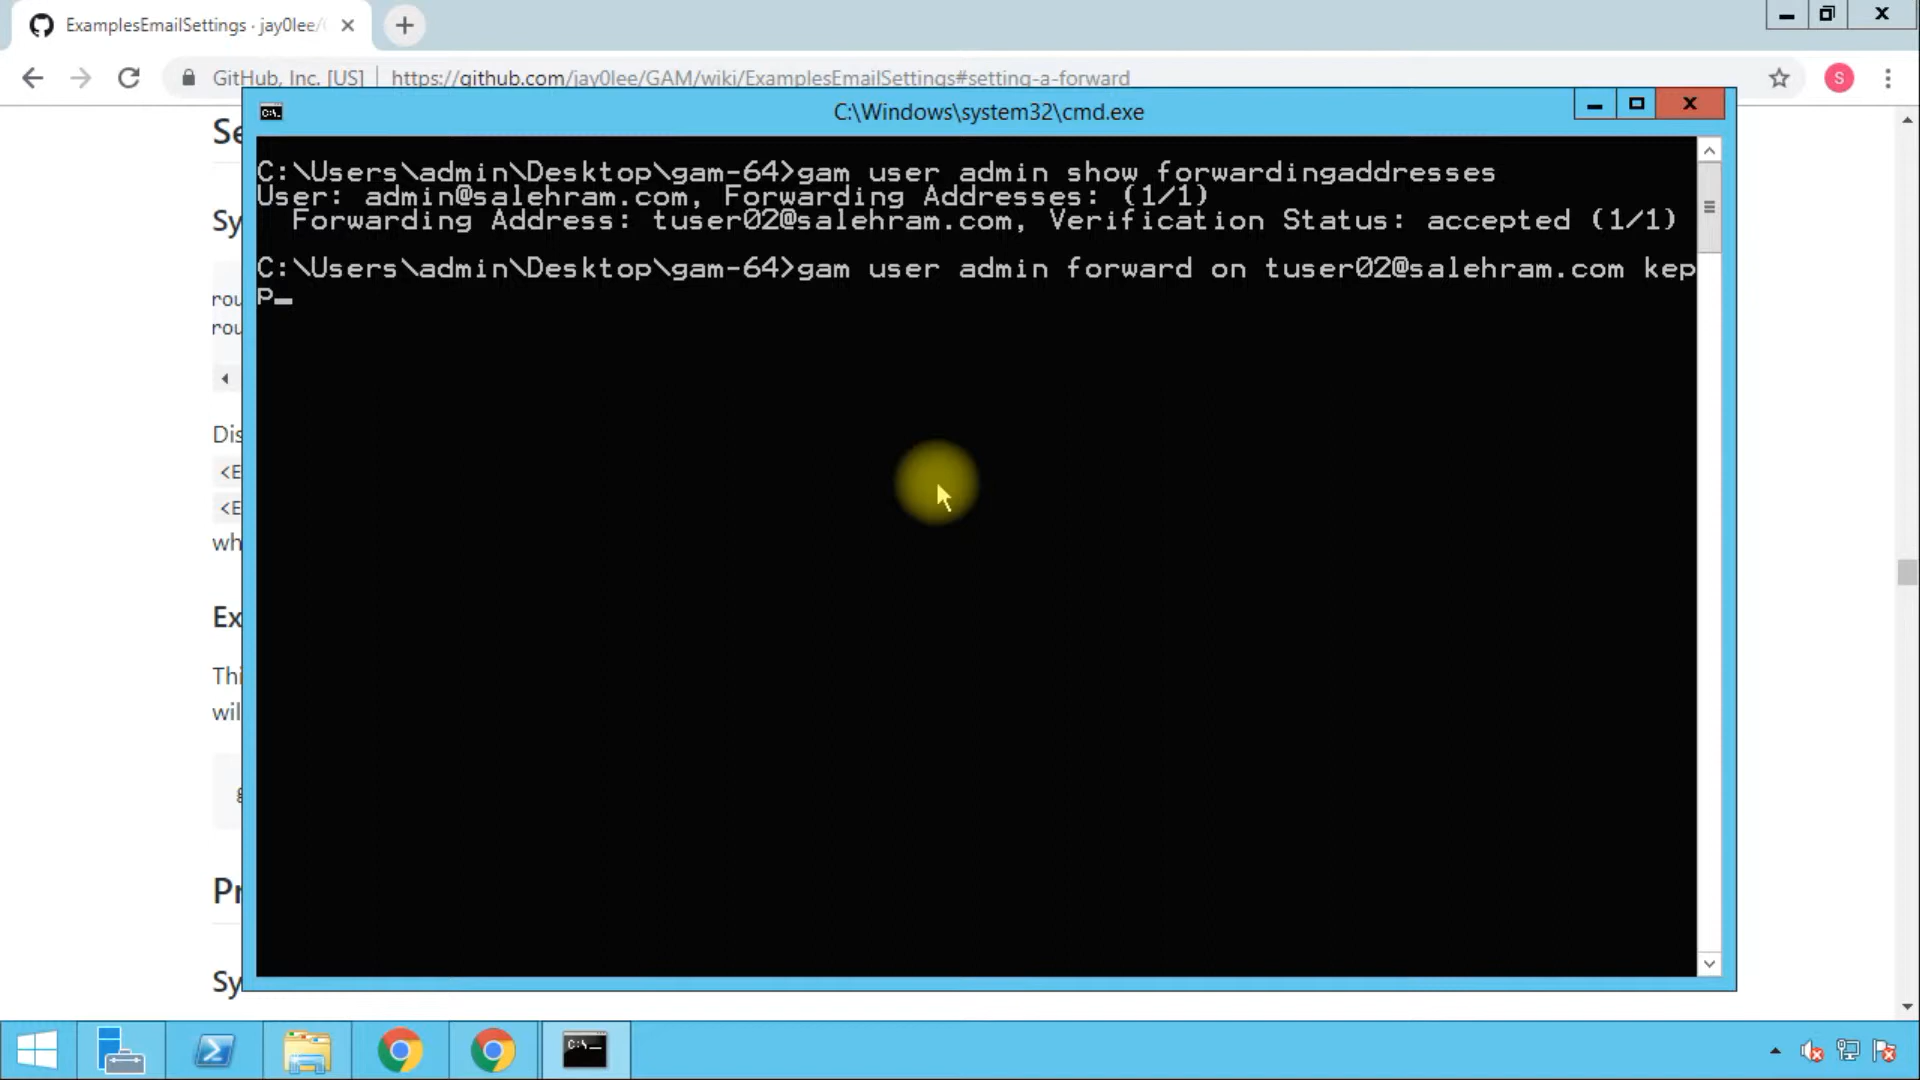 ExamplesEmailSettings · jay0lee/
GitHub, Inc. [US] | https://github.com/jay0lee/GAM/wiki/ExamplesEmailSettings#setting-a-forward
S
C:\Windows\system32\cmd.exe
Se
C:\Users\admin\Desktop\gam-64>gam user admin show forwardingaddresses
User: admin@salehram.com, Forwarding Addresses: (1/1)
Forwarding Address: tuser02@salehram.com, Verification Status: accepted (1/1)
C:\Users\admin\Desktop\gam-64>gam user admin forward on tuser02@salehram.com kep
p_
Sy
rou
rou
Dis
<E
<E
wh
Ex
Thi
wil
g
Pr
Sy